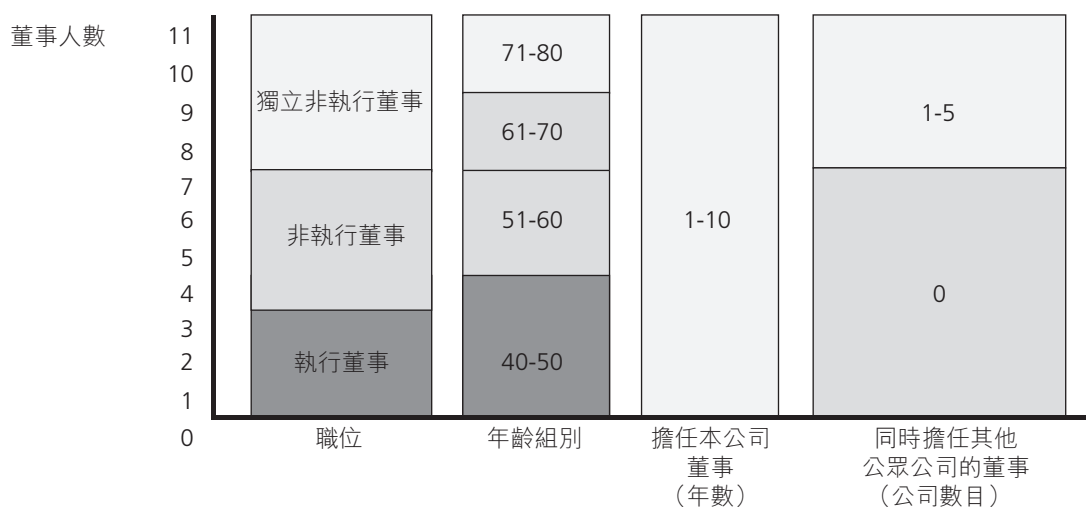 董事人數
11
10
9
8
7
6
5
4
3
2
1
0
獨立非執行董事
非執行董事
執行董事
71-80
61-70
51-60
40-50
1-10
1-5
0
職位
年齡組別
擔任本公司
董事
（年數）
同時擔任其他
公眾公司的董事
（公司數目）